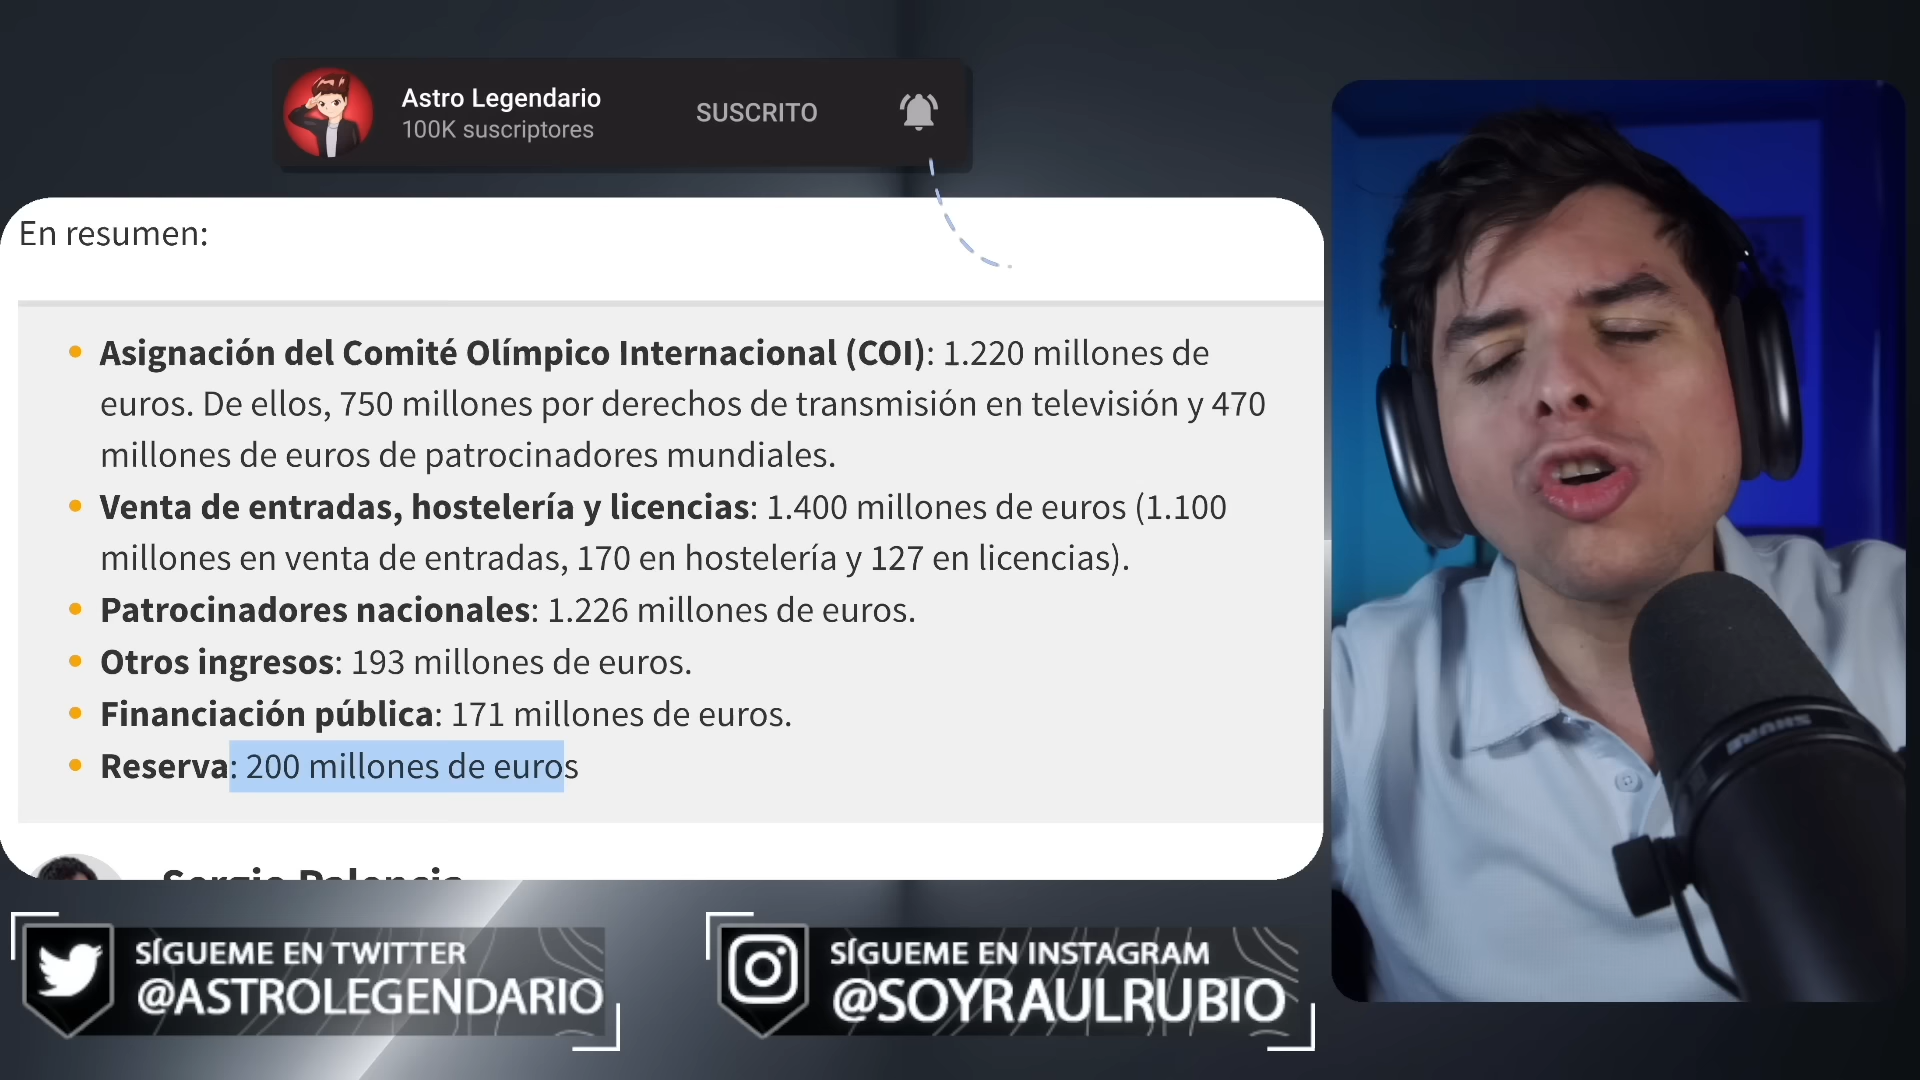 Astro Legendario
100K suscriptores
SUSCRITO
En resumen:
Asignación del Comité Olímpico Internacional (COI): 1.220 millones de
euros. De ellos, 750 millones por derechos de transmisión en televisión y 470
millones de euros de patrocinadores mundiales.
Venta de entradas, hostelería y licencias: 1.400 millones de euros (1.100
millones en venta de entradas, 170 en hostelería y 127 en licencias).
Patrocinadores nacionales: 1.226 millones de euros.
Otros ingresos: 193 millones de euros.
Financiación pública: 171 millones de euros.
Reserva: 200 millones de euros
Sergio Palencia
SÍGUEME EN TWITTER
@ASTROLEGENDARIO
SÍGUEME EN INSTAGRAM
@SOYRAULRUBIO
SHURE